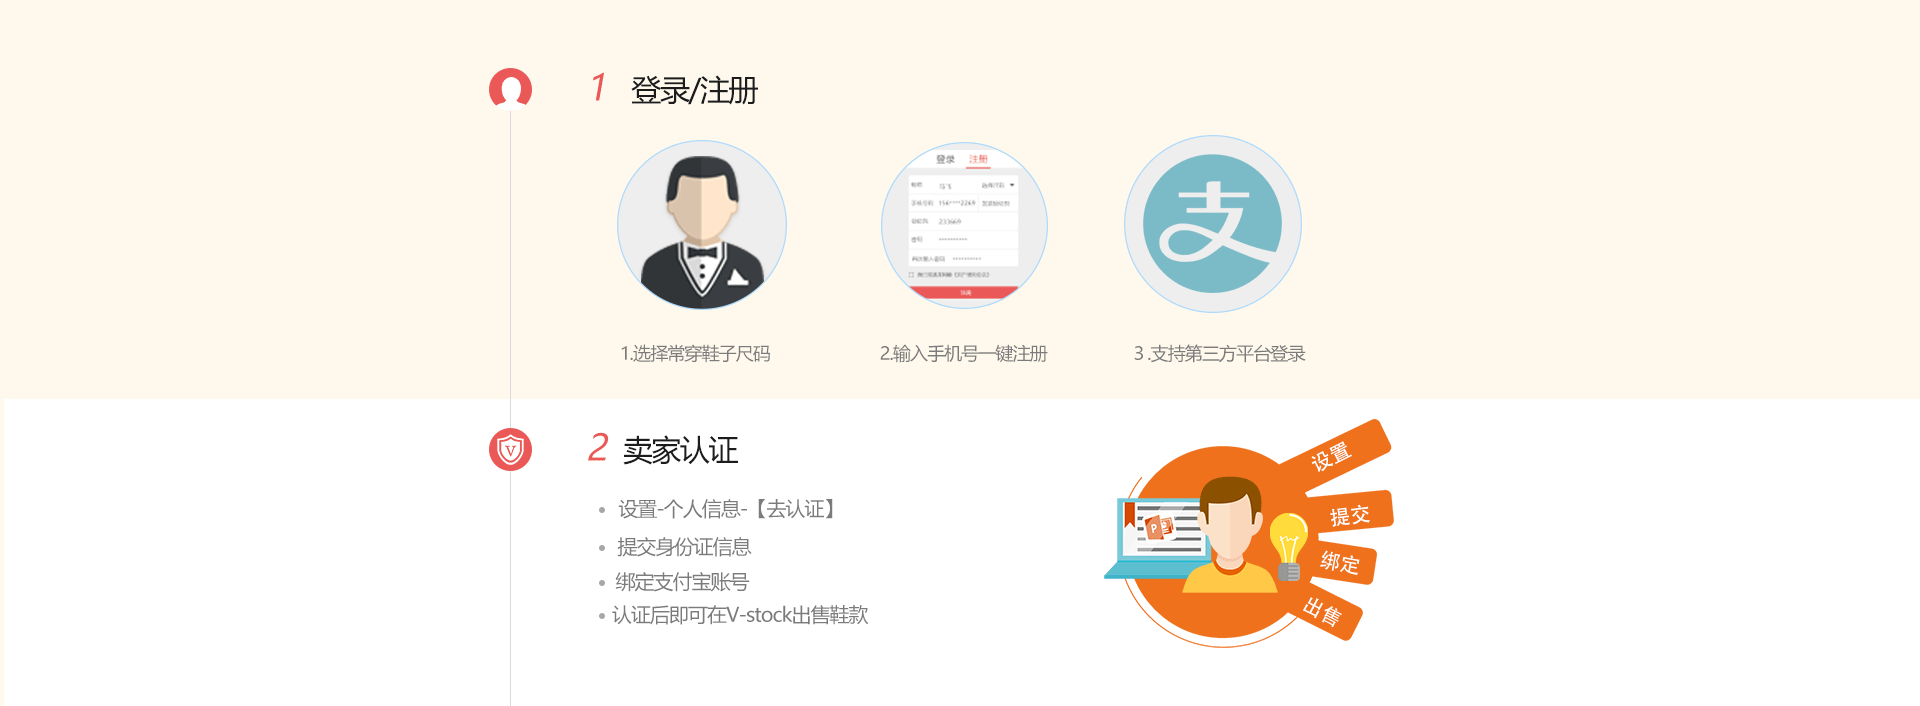 1 登录/注册
登录 注册
156****2269
233669
**********
**********
支
1.选择常穿鞋子尺码
2.输入手机号一键注册
3 .支持第三方平台登录
V
2 卖家认证
设置-个人信息-【去认证】
提交身份证信息
绑定支付宝账号
认证后即可在V-stock出售鞋款
P
设置
提交
绑定
出售